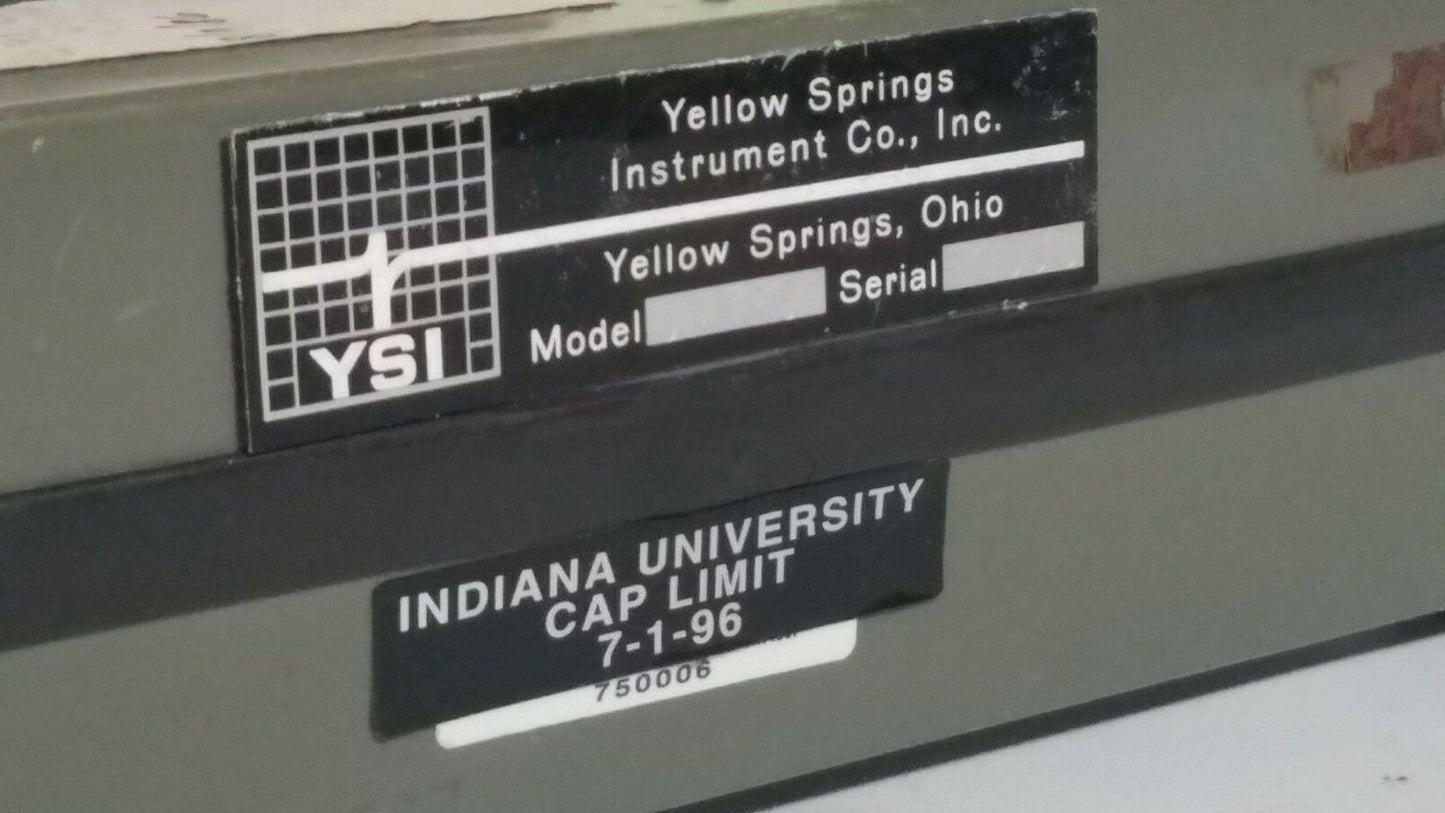 Yellow Springs
Instrument Co., Inc.
Yellow Springs, Ohio
Model Serial
YSI
INDIANA UNIVERSITY
CAP LIMIT
7-1-96
750006